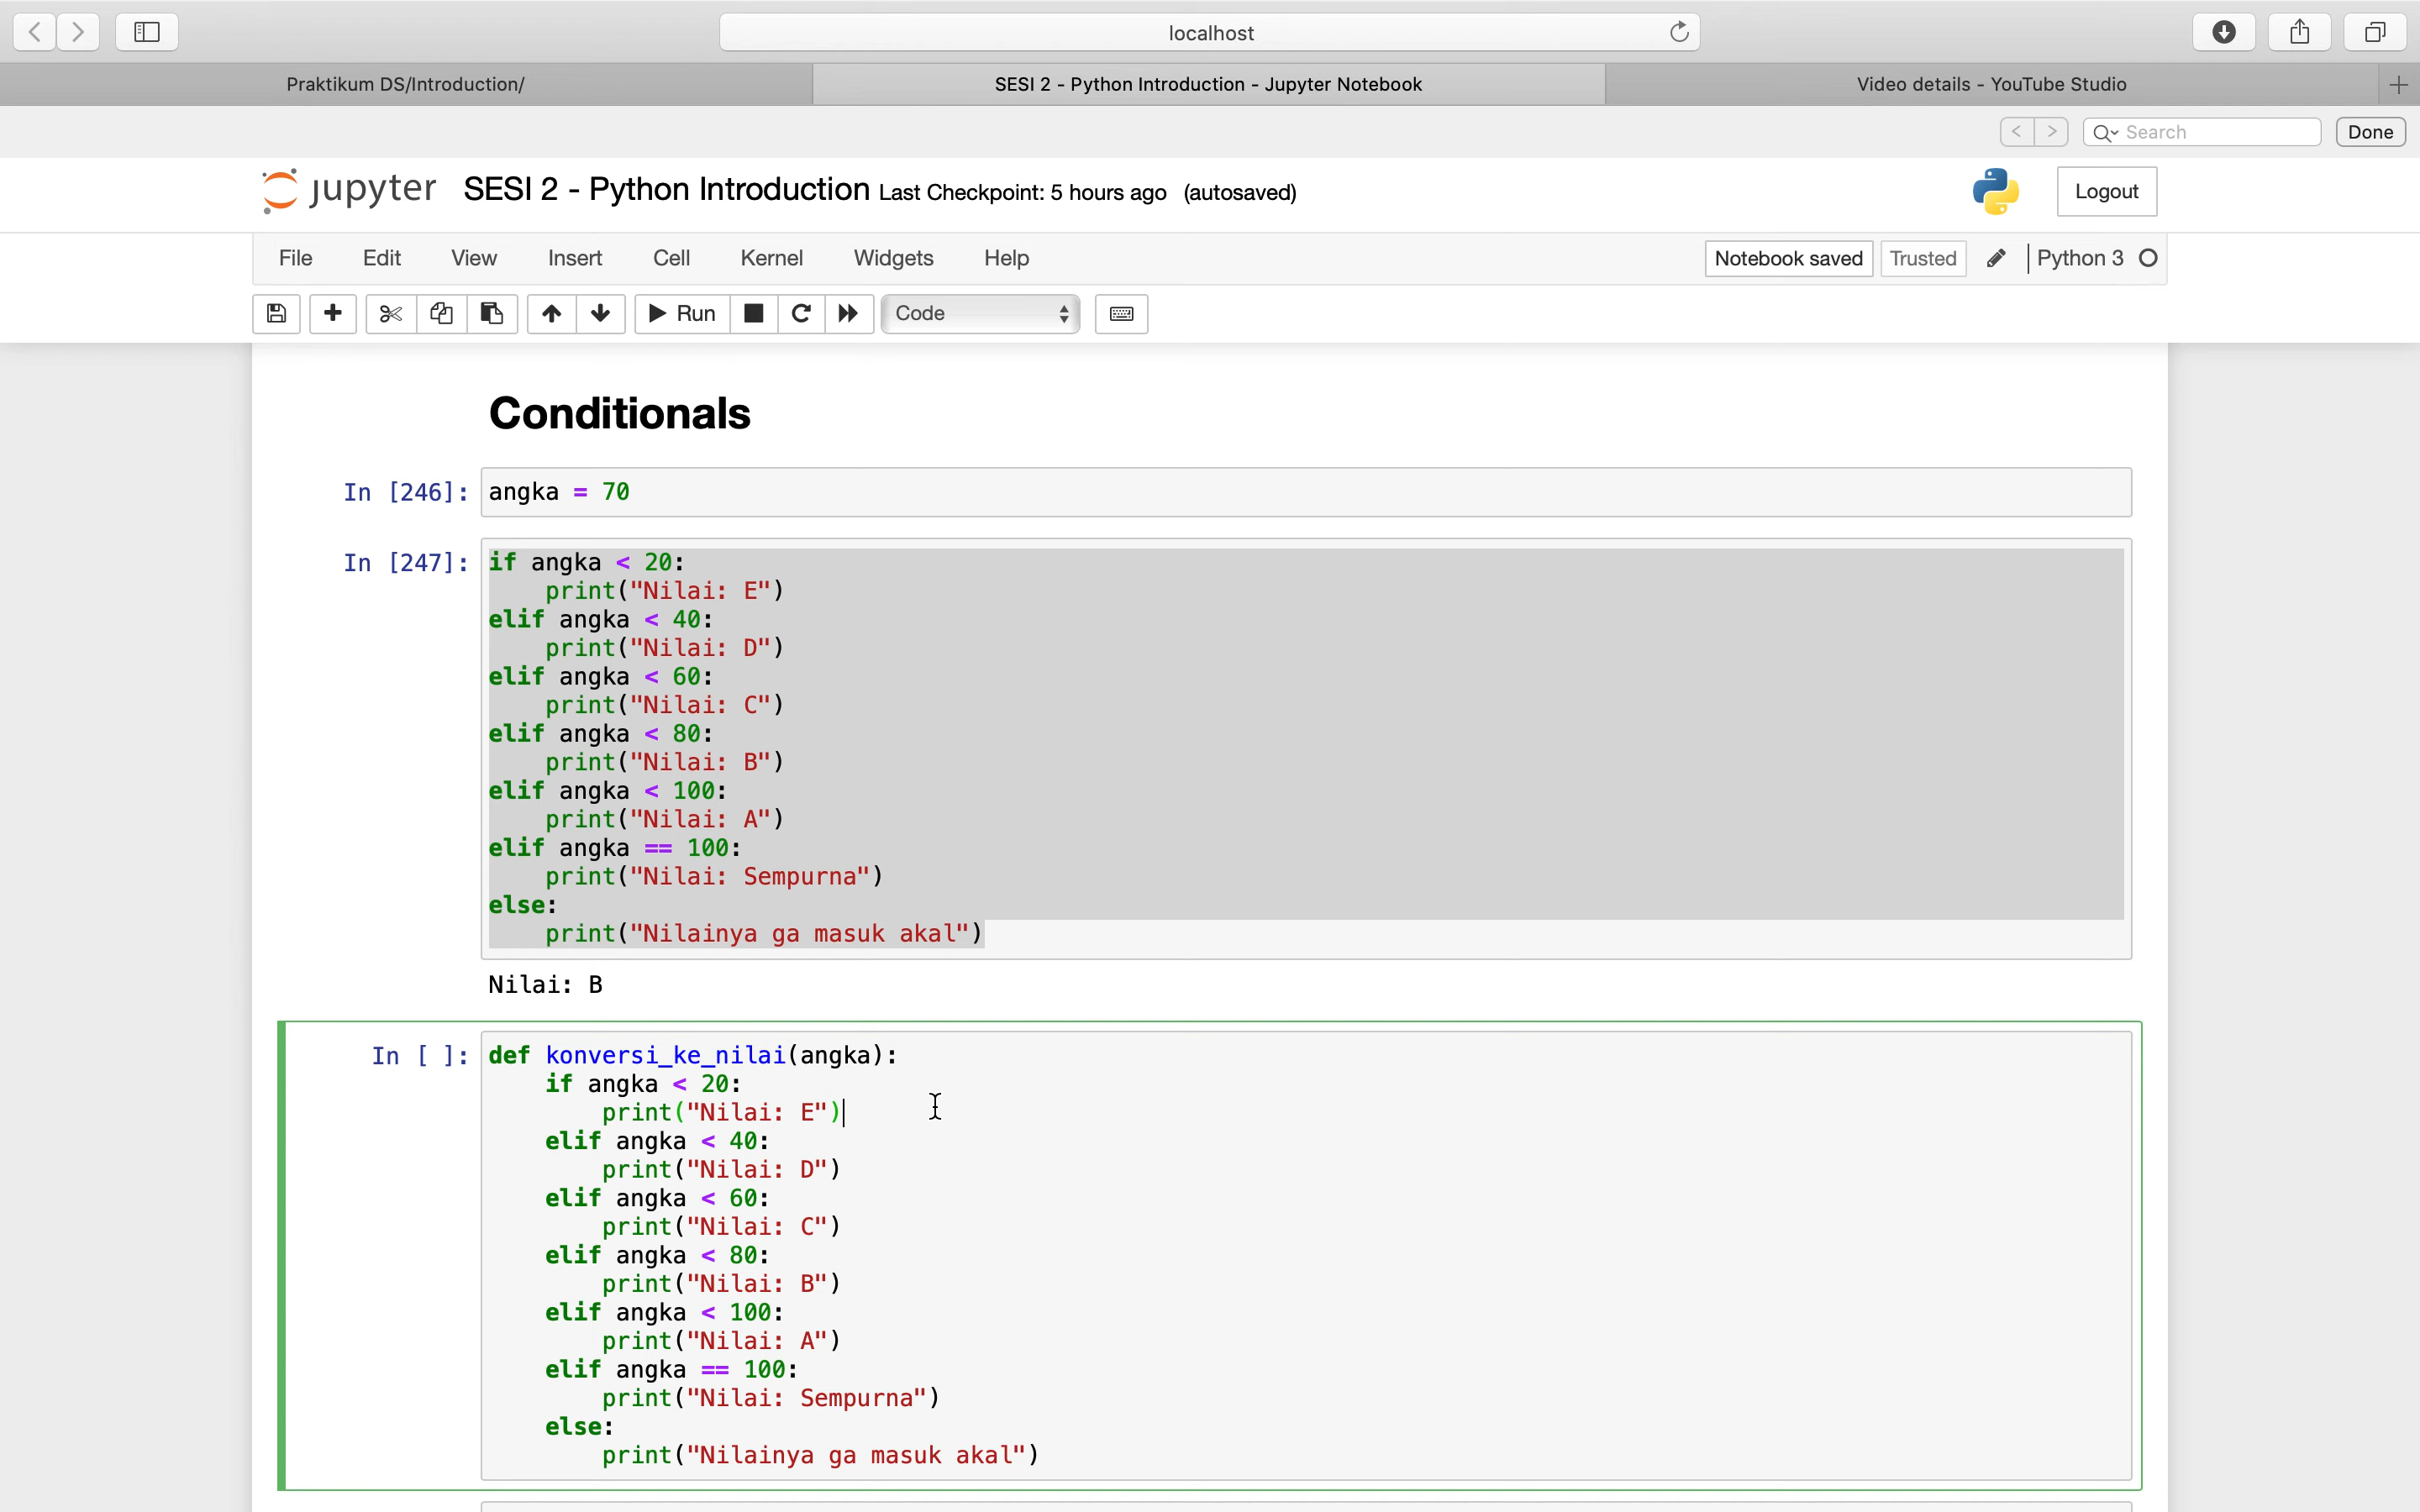 localhost
Praktikum DS/Introduction/
SESI 2 - Python Introduction - Jupyter Notebook
Video details - YouTube Studio
Search
Done
jupyter SESI 2 - Python Introduction Last Checkpoint: 5 hours ago (autosaved)
Logout
File Edit View Insert Cell Kernel Widgets Help
Notebook saved Trusted Python 3
Run Code
Conditionals
In [246]: angka = 70
In [247]: if angka < 20:
    print("Nilai: E")
elif angka < 40:
    print("Nilai: D")
elif angka < 60:
    print("Nilai: C")
elif angka < 80:
    print("Nilai: B")
elif angka < 100:
    print("Nilai: A")
elif angka == 100:
    print("Nilai: Sempurna")
else:
    print("Nilainya ga masuk akal")
Nilai: B
In [ ]: def konversi_ke_nilai(angka):
    if angka < 20:
        print("Nilai: E")
    elif angka < 40:
        print("Nilai: D")
    elif angka < 60:
        print("Nilai: C")
    elif angka < 80:
        print("Nilai: B")
    elif angka < 100:
        print("Nilai: A")
    elif angka == 100:
        print("Nilai: Sempurna")
    else:
        print("Nilainya ga masuk akal")